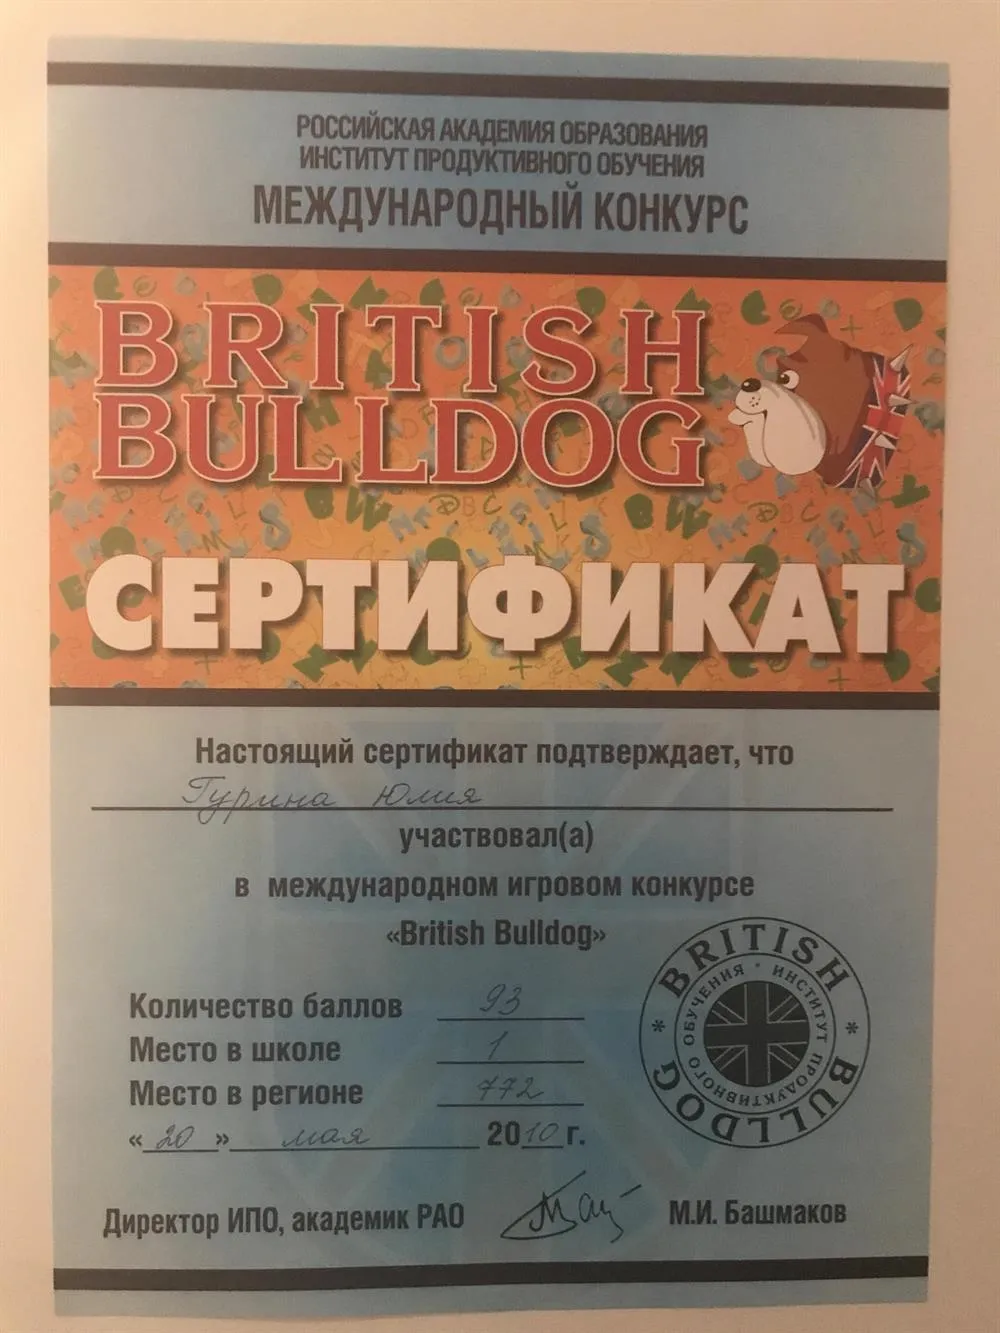 РОССИЙСКАЯ АКАДЕМИЯ ОБРАЗОВАНИЯ
ИНСТИТУТ ПРОДУКТИВНОГО ОБУЧЕНИЯ
МЕЖДУНАРОДНЫЙ КОНКУРС
BRITISH
BULLDOG
СЕРТИФИКАТ
Настоящий сертификат подтверждает, что
Гурина Юлия
участвовал(а)
в международном игровом конкурсе
«British Bulldog»
Количество баллов 93
Место в школе 1
Место в регионе 772
«20» мая 2010 г.
BRITISH * BULLDOG *
ИНСТИТУТ ПРОДУКТИВНОГО ОБУЧЕНИЯ *
Директор ИПО, академик РАО М.И. Башмаков